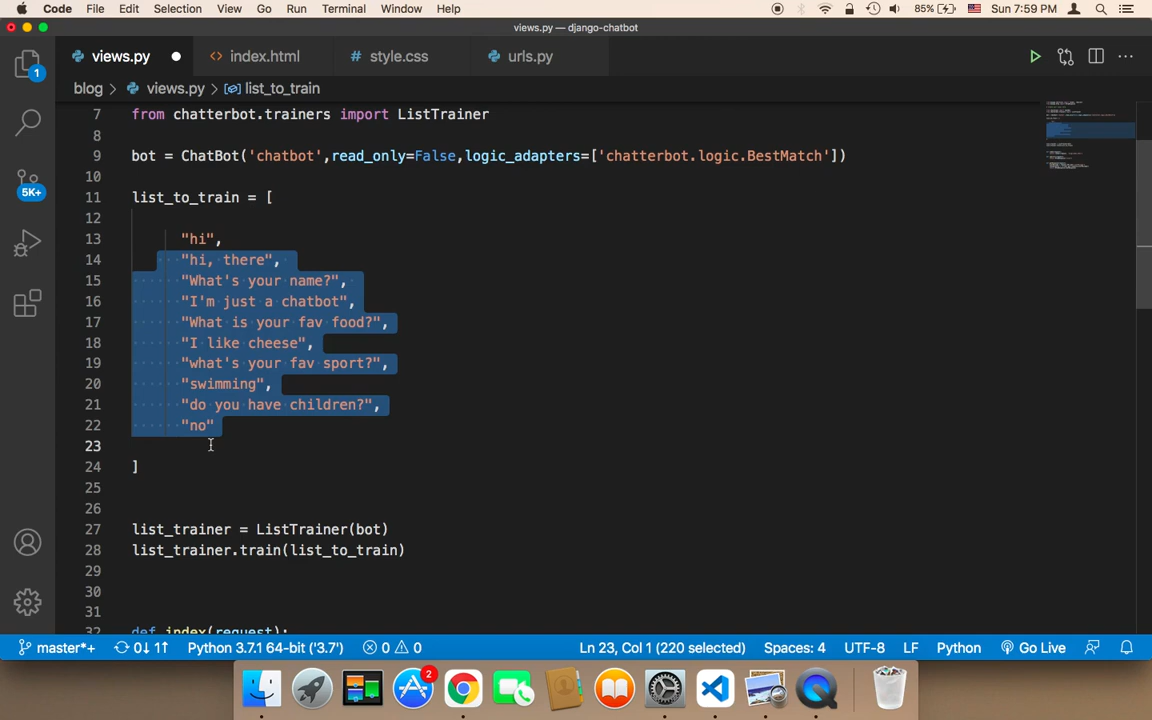 Code File Edit Selection View Go Run Terminal Window Help 85% Sun 7:59 PM
views.py — django-chatbot
views.py index.html style.css urls.py
blog > views.py > list_to_train
1
5K+
7 from chatterbot.trainers import ListTrainer
8
9 bot = ChatBot('chatbot',read_only=False,logic_adapters=['chatterbot.logic.BestMatch'])
10
11 list_to_train = [
12
13 "hi",
14 "hi, there",
15 "What's your name?",
16 "I'm just a chatbot",
17 "What is your fav food?",
18 "I like cheese",
19 "what's your fav sport?",
20 "swimming",
21 "do you have children?",
22 "no"
23
24 ]
25
26
27 list_trainer = ListTrainer(bot)
28 list_trainer.train(list_to_train)
29
30
31
32 def index(request):
master*+ 0↓ 1↑ Python 3.7.1 64-bit ('3.7') 0 0 Ln 23, Col 1 (220 selected) Spaces: 4 UTF-8 LF Python Go Live
2